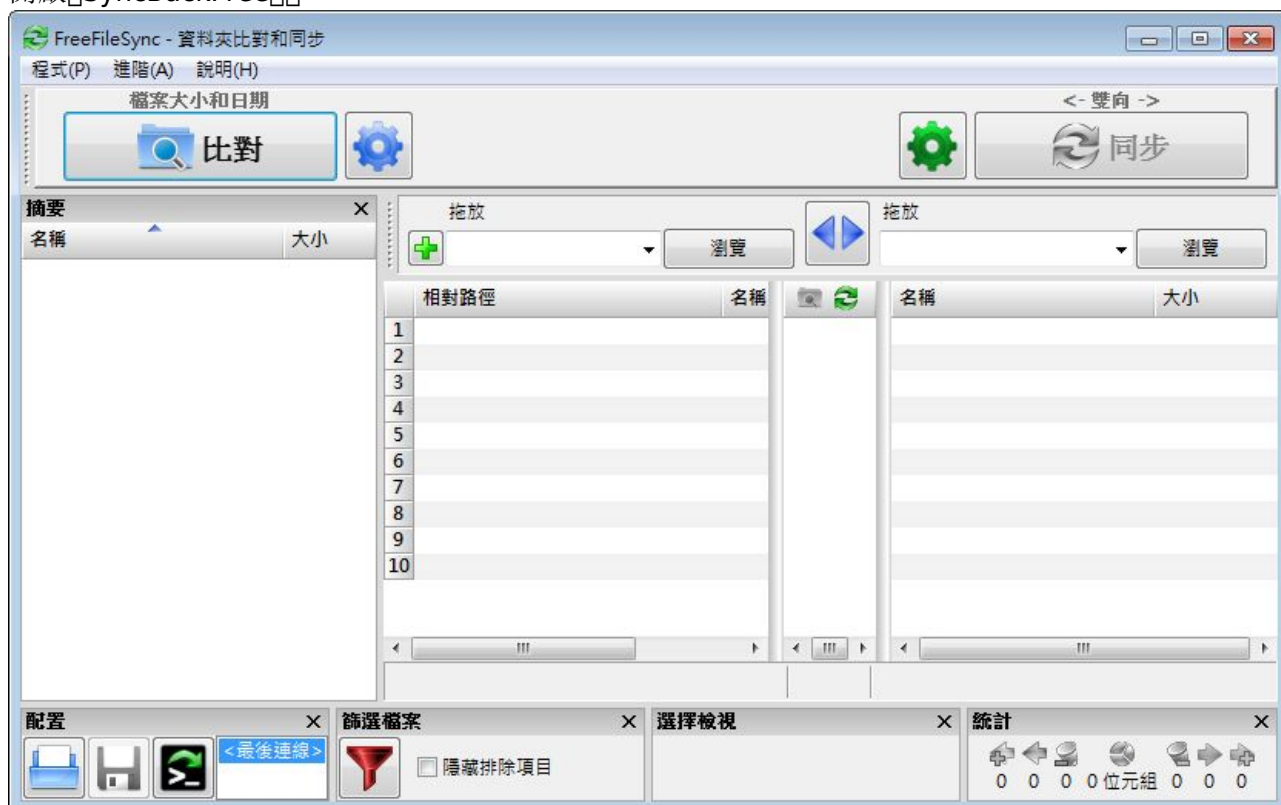 SyncBackFree
FreeFileSync - 資料夾比對和同步
程式(P) 進階(A) 說明(H)
檔案大小和日期
比對
<- 雙向 ->
同步
摘要
名稱 大小
拖放
瀏覽
拖放
瀏覽
相對路徑 名稱
名稱 大小
1
2
3
4
5
6
7
8
9
10
配置
<最後連線>
篩選檔案
隱藏排除項目
選擇檢視
統計
0 0 0 0位元組 0 0 0